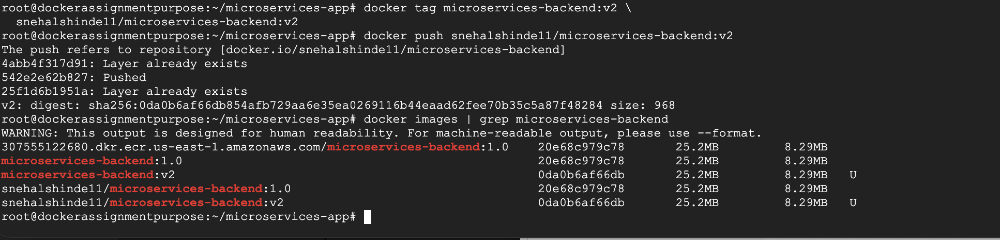 root@dockerassignmentpurpose:~/microservices-app# docker tag microservices-backend:v2 \
  snehalshinde11/microservices-backend:v2
root@dockerassignmentpurpose:~/microservices-app# docker push snehalshinde11/microservices-backend:v2
The push refers to repository [docker.io/snehalshinde11/microservices-backend]
4abb4f317d91: Layer already exists
542e2e62b827: Pushed
25f1d6b1951a: Layer already exists
v2: digest: sha256:0da0b6af66db854afb729aa6e35ea0269116b44eaad62fee70b35c5a87f48284 size: 968
root@dockerassignmentpurpose:~/microservices-app# docker images | grep microservices-backend
WARNING: This output is designed for human readability. For machine-readable output, please use --format.
307555122680.dkr.ecr.us-east-1.amazonaws.com/microservices-backend:1.0    20e68c979c78       25.2MB         8.29MB
microservices-backend:1.0                                                 20e68c979c78       25.2MB         8.29MB
microservices-backend:v2                                                  0da0b6af66db       25.2MB         8.29MB   U
snehalshinde11/microservices-backend:1.0                                  20e68c979c78       25.2MB         8.29MB
snehalshinde11/microservices-backend:v2                                   0da0b6af66db       25.2MB         8.29MB   U
root@dockerassignmentpurpose:~/microservices-app#